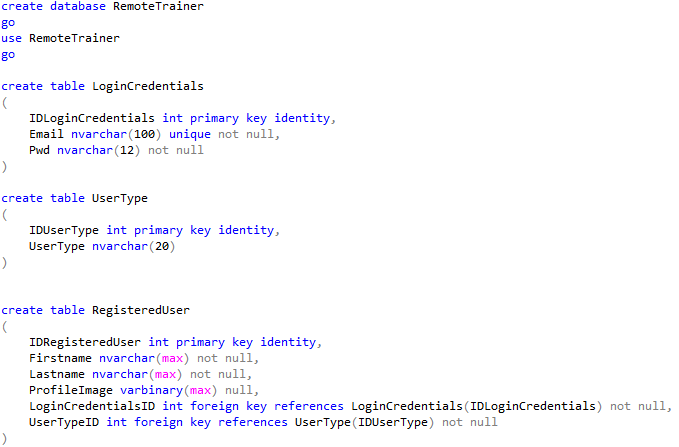 create database RemoteTrainer
go
use RemoteTrainer
go
create table LoginCredentials
(
IDLoginCredentials int primary key identity,
Email nvarchar(100) unique not null,
Pwd nvarchar(12) not null
)
create table UserType
(
IDUserType int primary key identity,
UserType nvarchar(20)
)
create table RegisteredUser
(
IDRegisteredUser int primary key identity,
Firstname nvarchar(max) not null,
Lastname nvarchar(max) not null,
ProfileImage varbinary(max) null,
LoginCredentialsID int foreign key references LoginCredentials(IDLoginCredentials) not null,
UserTypeID int foreign key references UserType(IDUserType) not null
)